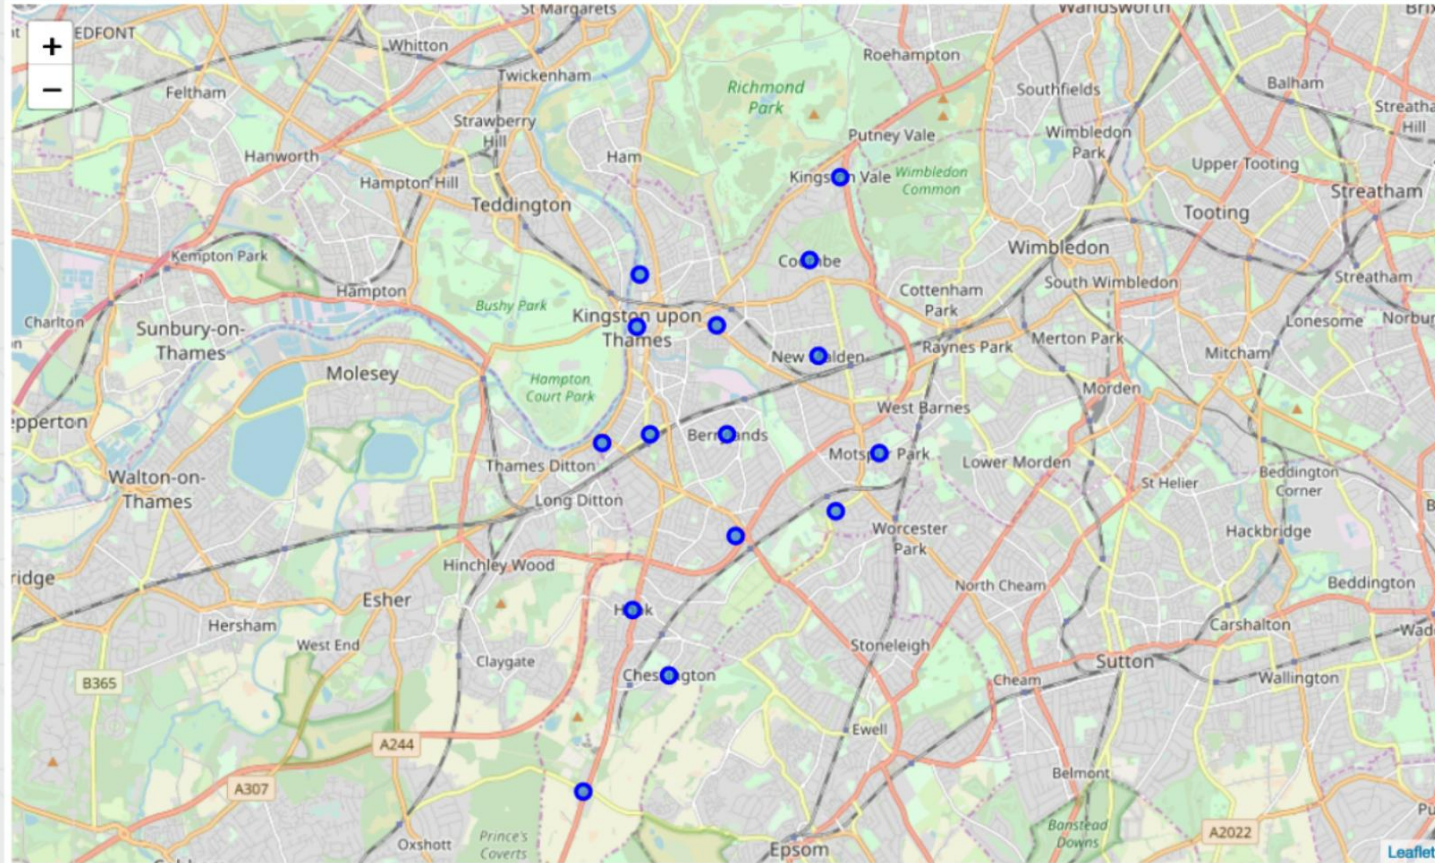 St Margarets
Wandsworth
EDFONT
Whitton
Roehampton
+
−
Twickenham
Feltham
Richmond
Park
Southfields
Balham
Strawberry
Hill
Putney Vale
Wimbledon
Park
Hill
Hanworth
Ham
Upper Tooting
Hampton Hill
Wimbledon
Common
Streatham
Teddington
Tooting
Kempton Park
Wimbledon
South Wimbledon
Streatham
Hampton
Bushy Park
Cottenham
Park
Charlton
Sunbury-on-
Thames
Kingston upon
Thames
Lonesome
Raynes Park
Merton Park
Mitcham
Molesey
Hampton
Court Park
Morden
West Barnes
epperton
Thames Ditton
Lower Morden
Walton-on-
Thames
Long Ditton
St Helier
Beddington
Corner
Worcester
Park
Hackbridge
Hinchley Wood
ridge
North Cheam
Beddington
Esher
Hersham
Carshalton
West End
Stoneleigh
Claygate
Sutton
B365
Cheam
Wallington
A244
Ewell
A307
Belmont
Oxshott
Prince's
Coverts
Epsom
Banstead
Downs
A2022
Leaflet